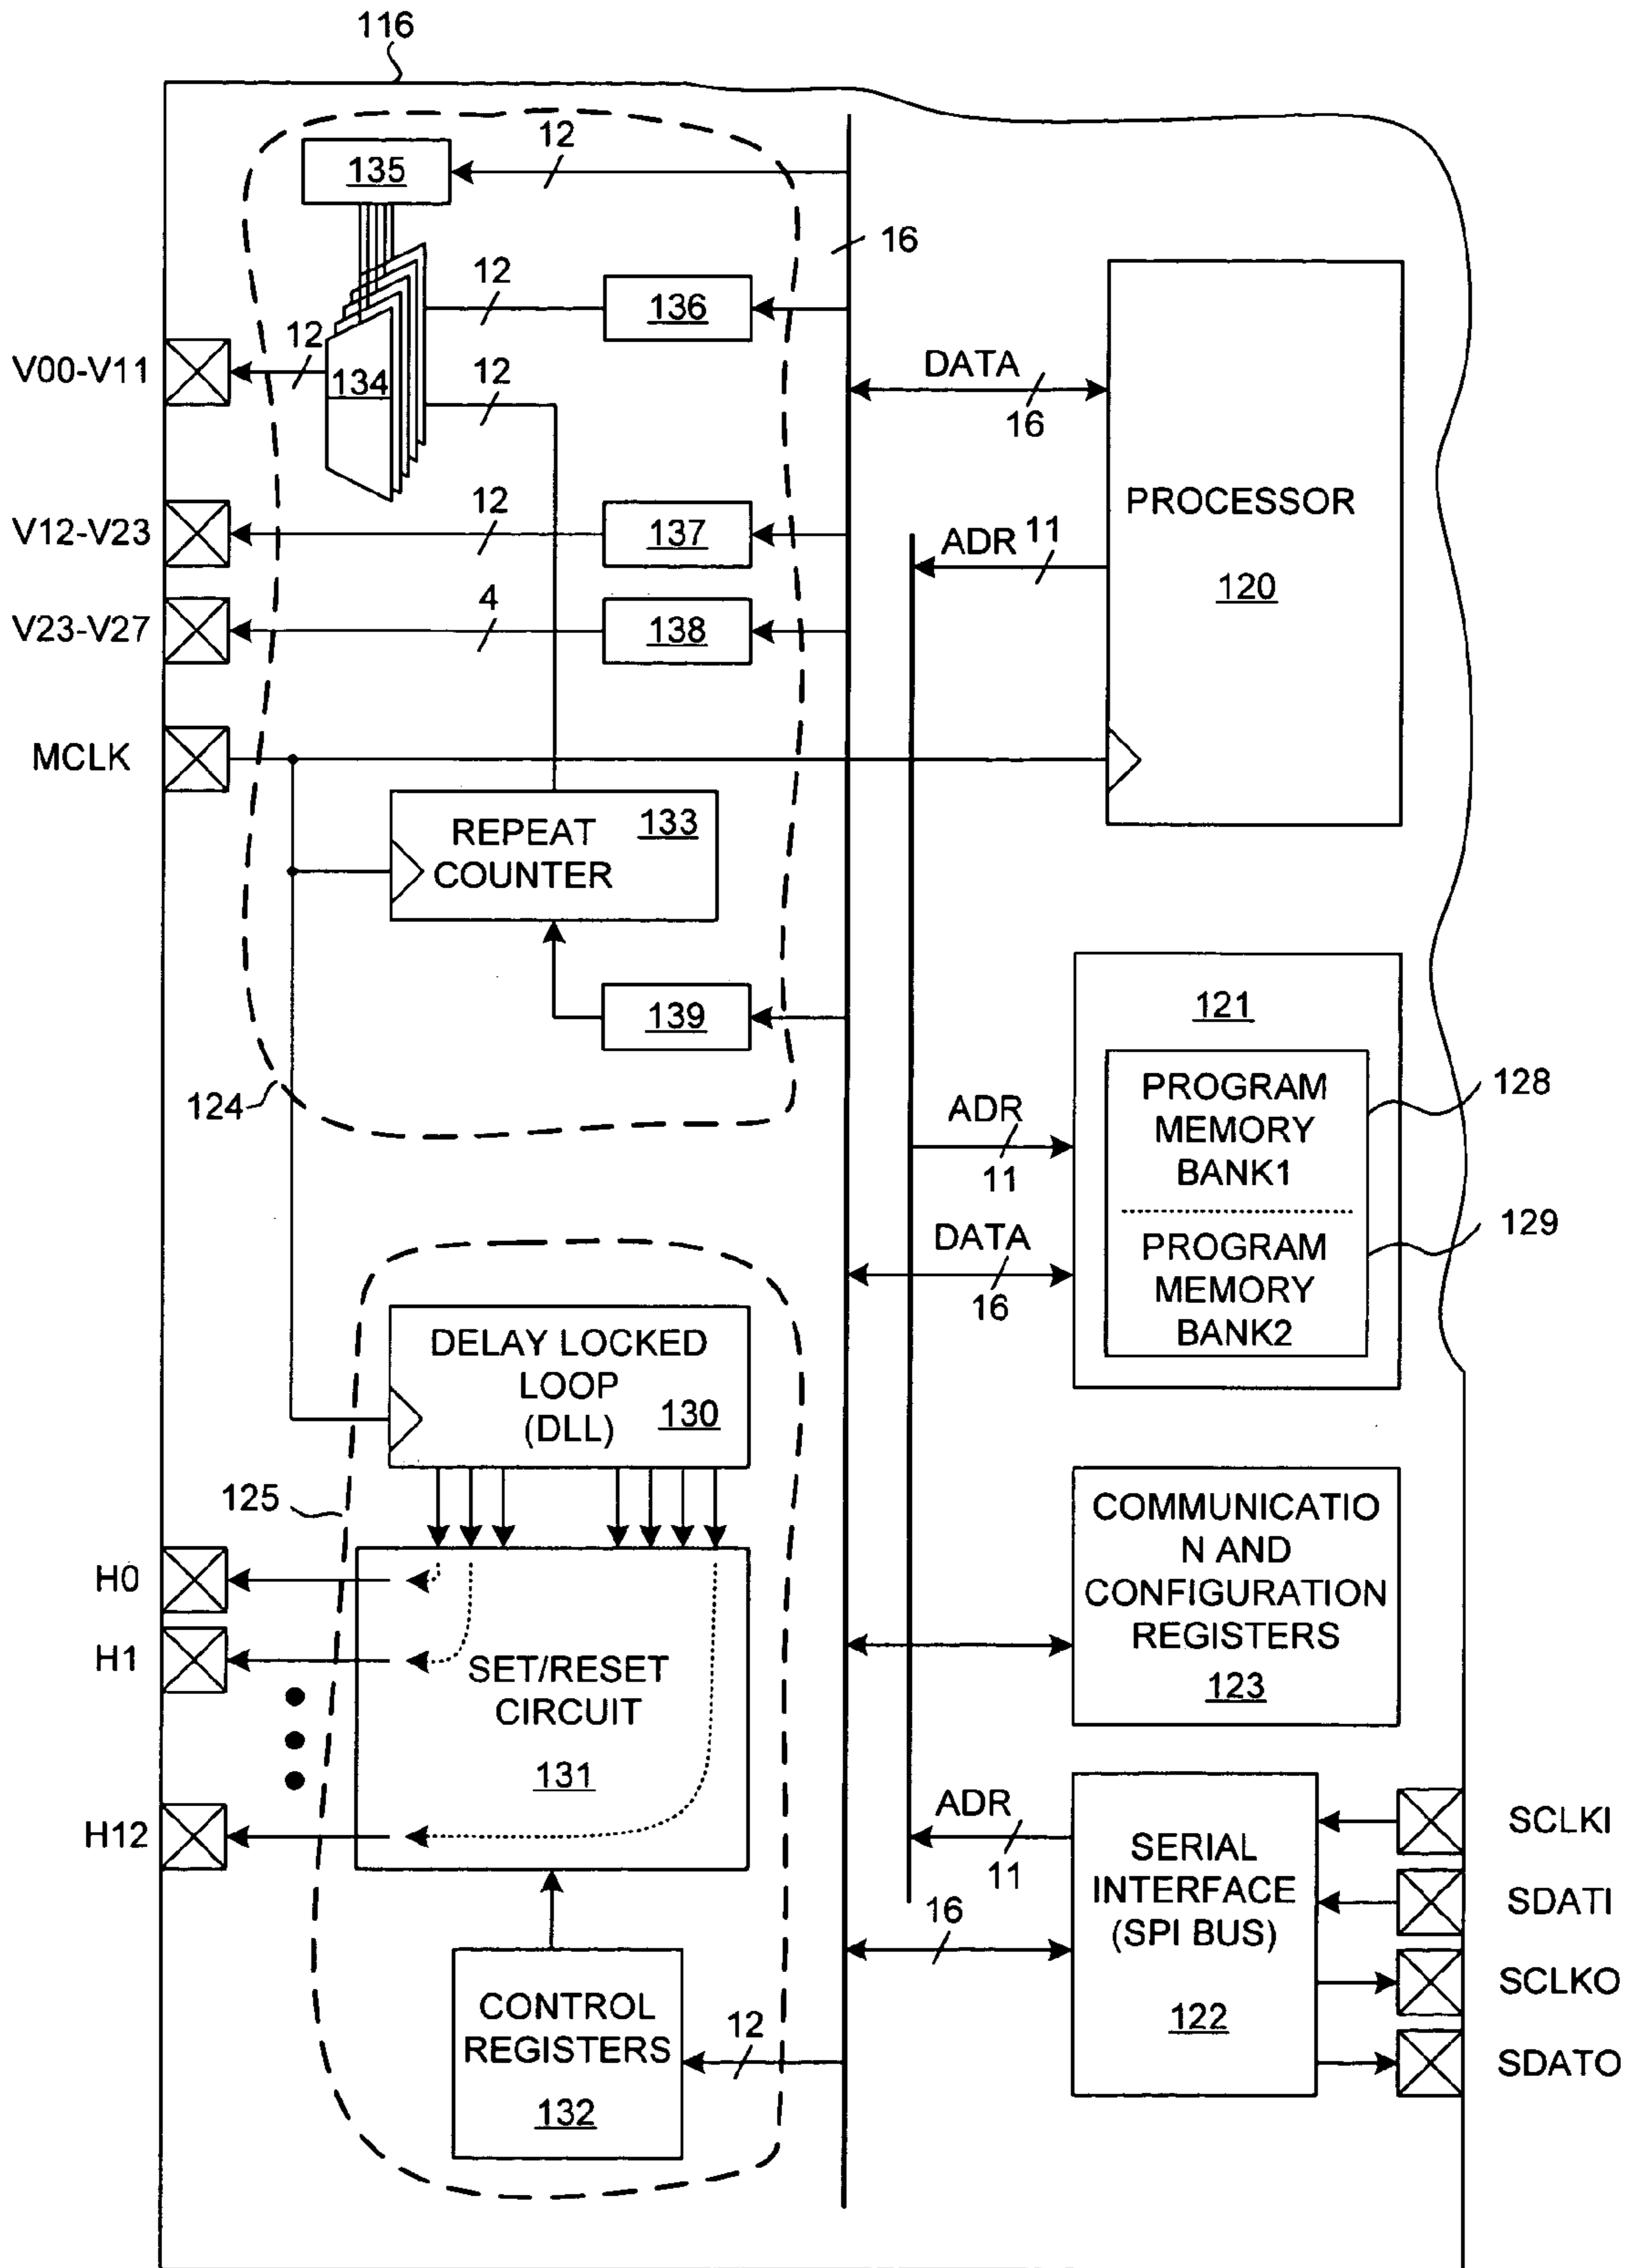 116
135
12
16
12
136
12
134
12
V00-V11
DATA
16
PROCESSOR
120
V12-V23
12
137
ADR 11
V23-V27
4
138
MCLK
REPEAT
COUNTER
133
139
124
121
PROGRAM
MEMORY
BANK1
128
ADR
11
PROGRAM
MEMORY
BANK2
129
DATA
16
DELAY LOCKED
LOOP
(DLL)
130
125
COMMUNICATIO
N AND
CONFIGURATION
REGISTERS
123
H0
H1
SET/RESET
CIRCUIT
131
H12
ADR
11
SERIAL
INTERFACE
(SPI BUS)
122
16
SCLKI
SDATI
SCLKO
SDATO
CONTROL
REGISTERS
132
12